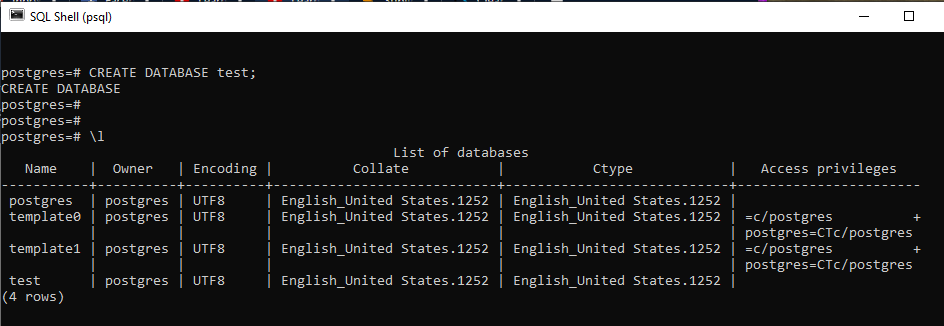 SQL Shell (psql)
postgres=# CREATE DATABASE test;
CREATE DATABASE
postgres=#
postgres=#
postgres=# \l
                                                 List of databases
   Name    |  Owner   | Encoding |          Collate           |           Ctype            |   Access privileges
-----------+----------+----------+----------------------------+----------------------------+-----------------------
 postgres  | postgres | UTF8     | English_United States.1252 | English_United States.1252 |
 template0 | postgres | UTF8     | English_United States.1252 | English_United States.1252 | =c/postgres          +
           |          |          |                            |                            | postgres=CTc/postgres
 template1 | postgres | UTF8     | English_United States.1252 | English_United States.1252 | =c/postgres          +
           |          |          |                            |                            | postgres=CTc/postgres
 test      | postgres | UTF8     | English_United States.1252 | English_United States.1252 |
(4 rows)